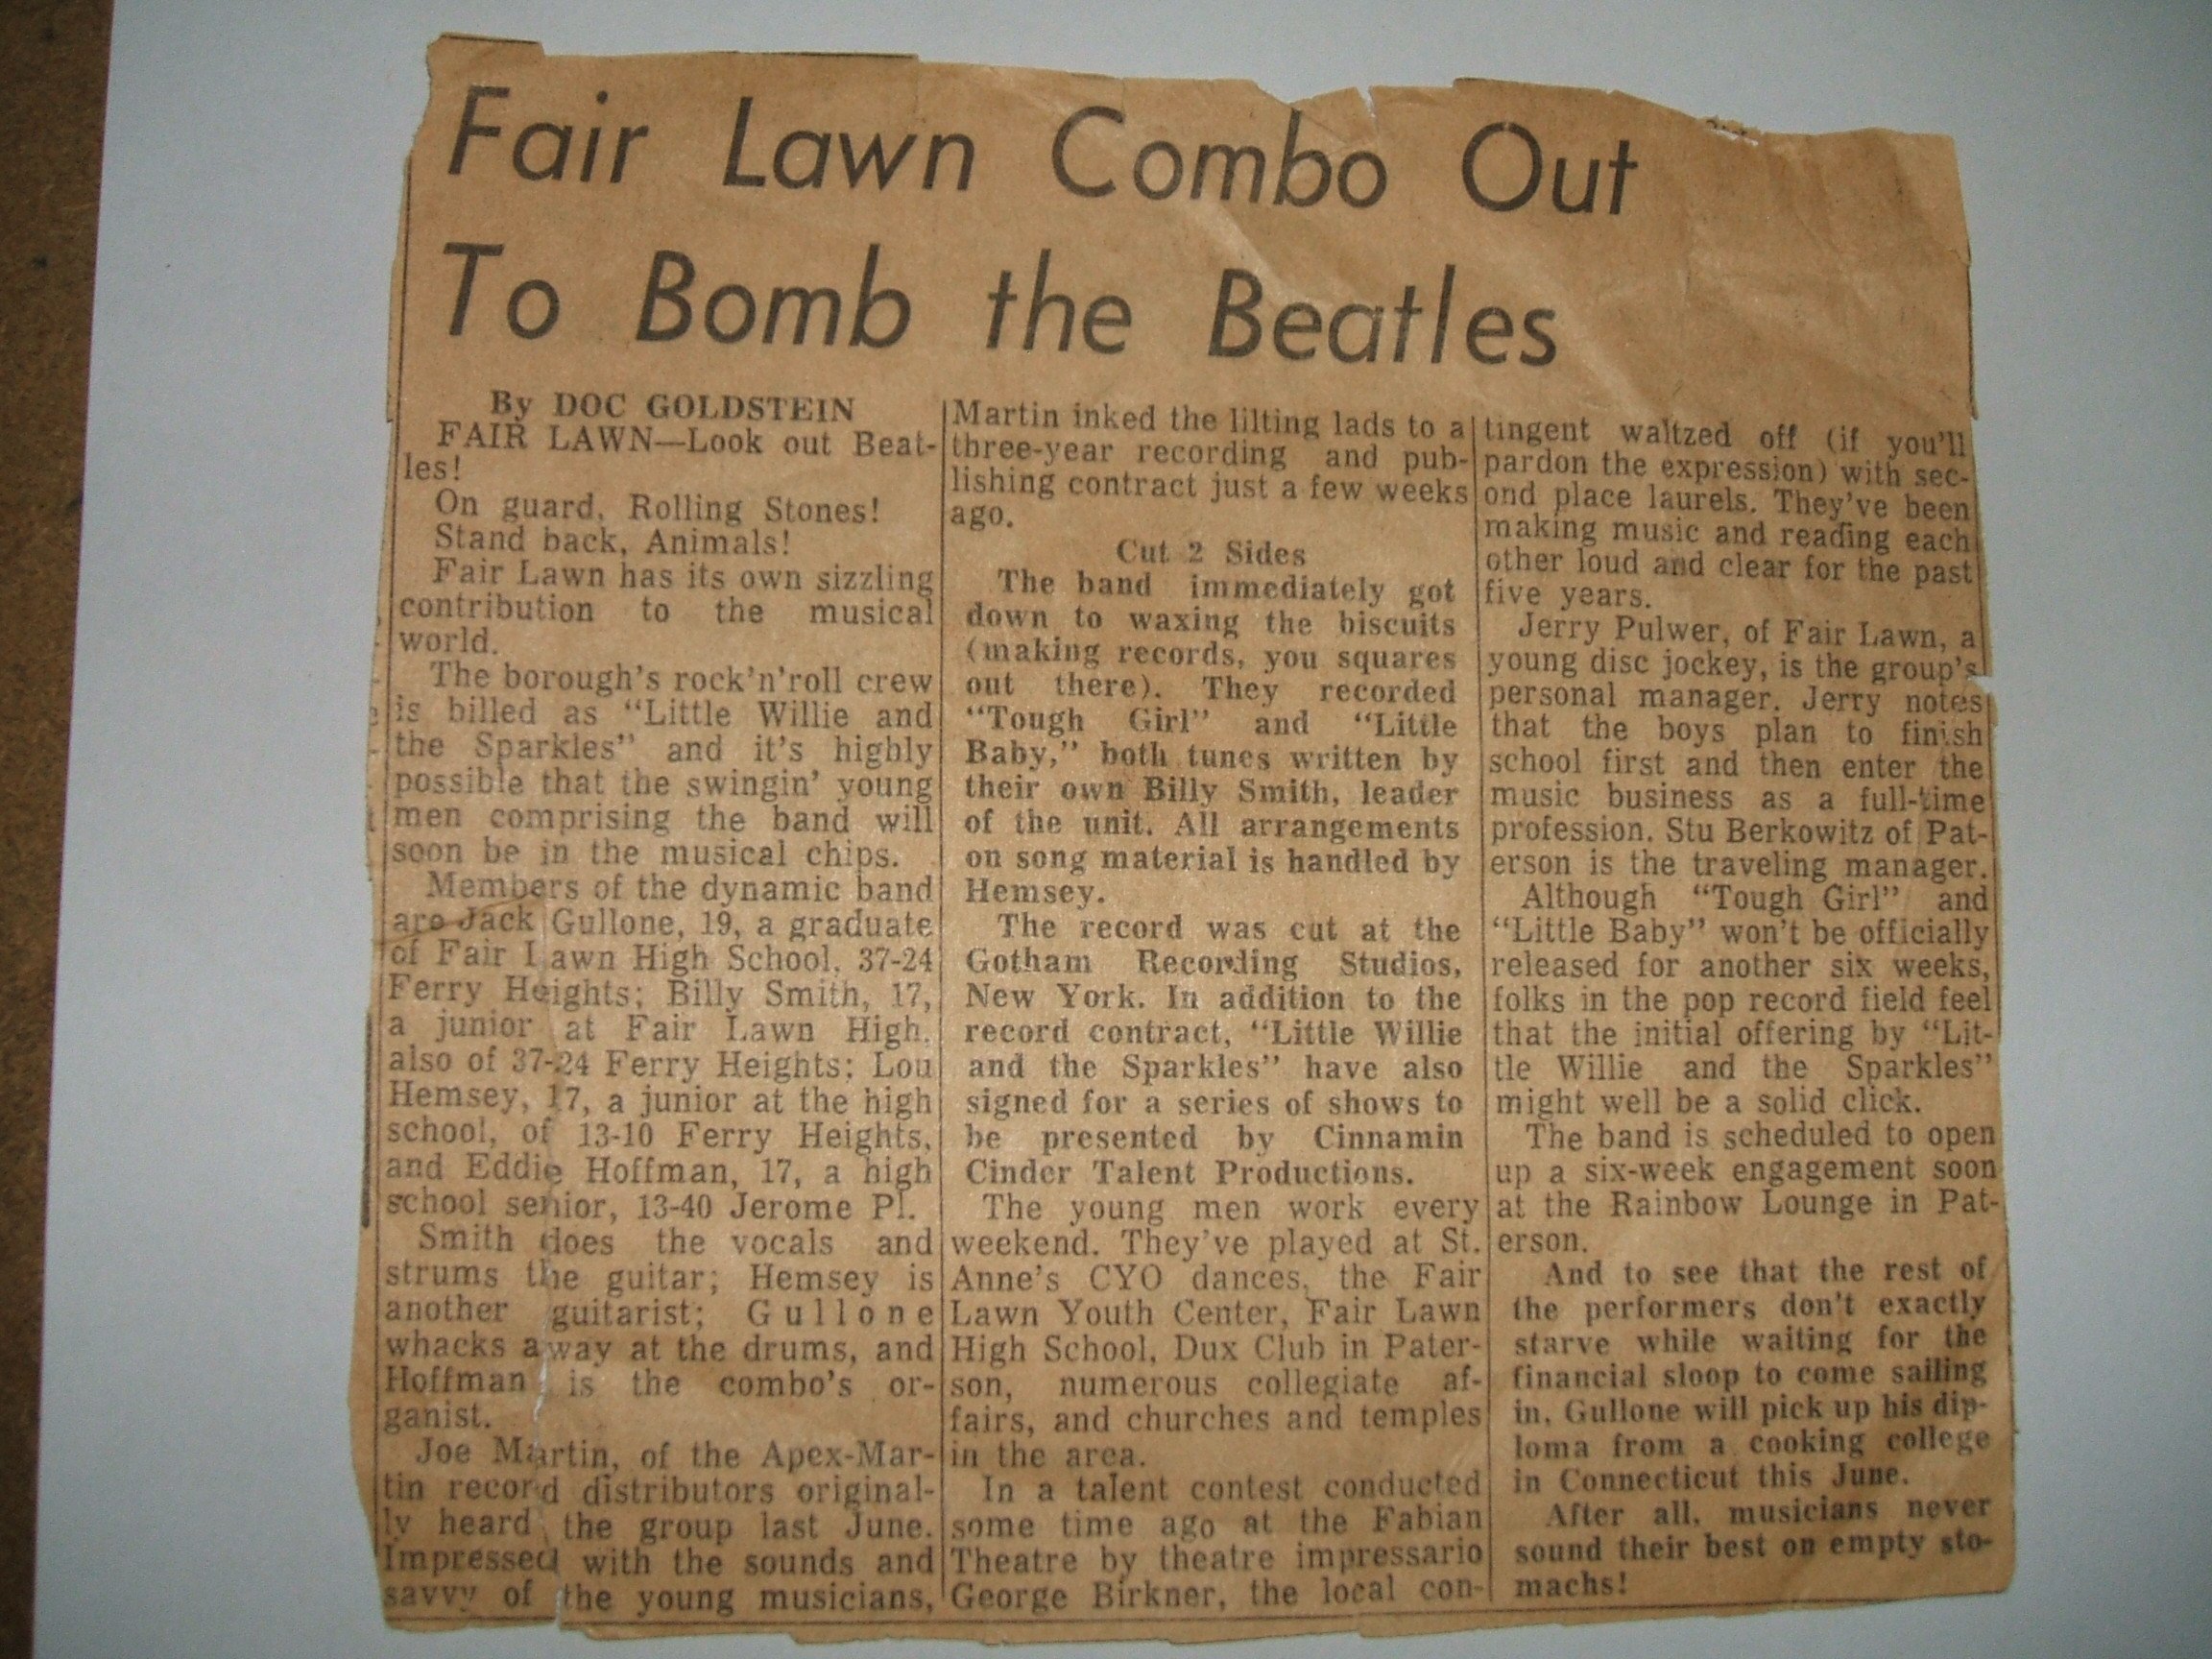 Fair Lawn Combo Out
To Bomb the Beatles
By DOC GOLDSTEIN
FAIR LAWN—Look out Beat-
les!
On guard, Rolling Stones!
Stand back, Animals!
Fair Lawn has its own sizzling
contribution to the musical
world.
The borough's rock'n'roll crew
is billed as "Little Willie and
the Sparkles" and it's highly
possible that the swingin' young
men comprising the band will
soon be in the musical chips.
Members of the dynamic band
are Jack Gullone, 19, a graduate
of Fair Lawn High School, 37-24
Ferry Heights; Billy Smith, 17,
a junior at Fair Lawn High,
also of 37-24 Ferry Heights; Lou
Hemsey, 17, a junior at the high
school, of 13-10 Ferry Heights,
and Eddie Hoffman, 17, a high
school senior, 13-40 Jerome Pl.
Smith does the vocals and
strums the guitar; Hemsey is
another guitarist; Gullone
whacks away at the drums, and
Hoffman is the combo's or-
ganist.
Joe Martin, of the Apex-Mar-
tin record distributors original-
ly heard the group last June.
Impressed with the sounds and
savvy of the young musicians,
Martin inked the lilting lads to a
three-year recording and pub-
lishing contract just a few weeks
ago.
Cut 2 Sides
The band immediately got
down to waxing the biscuits
(making records, you squares
out there). They recorded
"Tough Girl" and "Little
Baby," both tunes written by
their own Billy Smith, leader
of the unit. All arrangements
on song material is handled by
Hemsey.
The record was cut at the
Gotham Recording Studios,
New York. In addition to the
record contract, "Little Willie
and the Sparkles" have also
signed for a series of shows to
be presented by Cinnamin
Cinder Talent Productions.
The young men work every
weekend. They've played at St.
Anne's CYO dances, the Fair
Lawn Youth Center, Fair Lawn
High School, Dux Club in Pater-
son, numerous collegiate af-
fairs, and churches and temples
in the area.
In a talent contest conducted
some time ago at the Fabian
Theatre by theatre impressario
George Birkner, the local con-
tingent waltzed off (if you'll
pardon the expression) with sec-
ond place laurels. They've been
making music and reading each
other loud and clear for the past
five years.
Jerry Pulwer, of Fair Lawn, a
young disc jockey, is the group's
personal manager. Jerry notes
that the boys plan to finish
school first and then enter the
music business as a full-time
profession. Stu Berkowitz of Pat-
erson is the traveling manager.
Although "Tough Girl" and
"Little Baby" won't be officially
released for another six weeks,
folks in the pop record field feel
that the initial offering by "Lit-
tle Willie and the Sparkles"
might well be a solid click.
The band is scheduled to open
up a six-week engagement soon
at the Rainbow Lounge in Pat-
erson.
And to see that the rest of
the performers don't exactly
starve while waiting for the
financial sloop to come sailing
in, Gullone will pick up his dip-
loma from a cooking college
in Connecticut this June.
After all, musicians never
sound their best on empty sto-
machs!